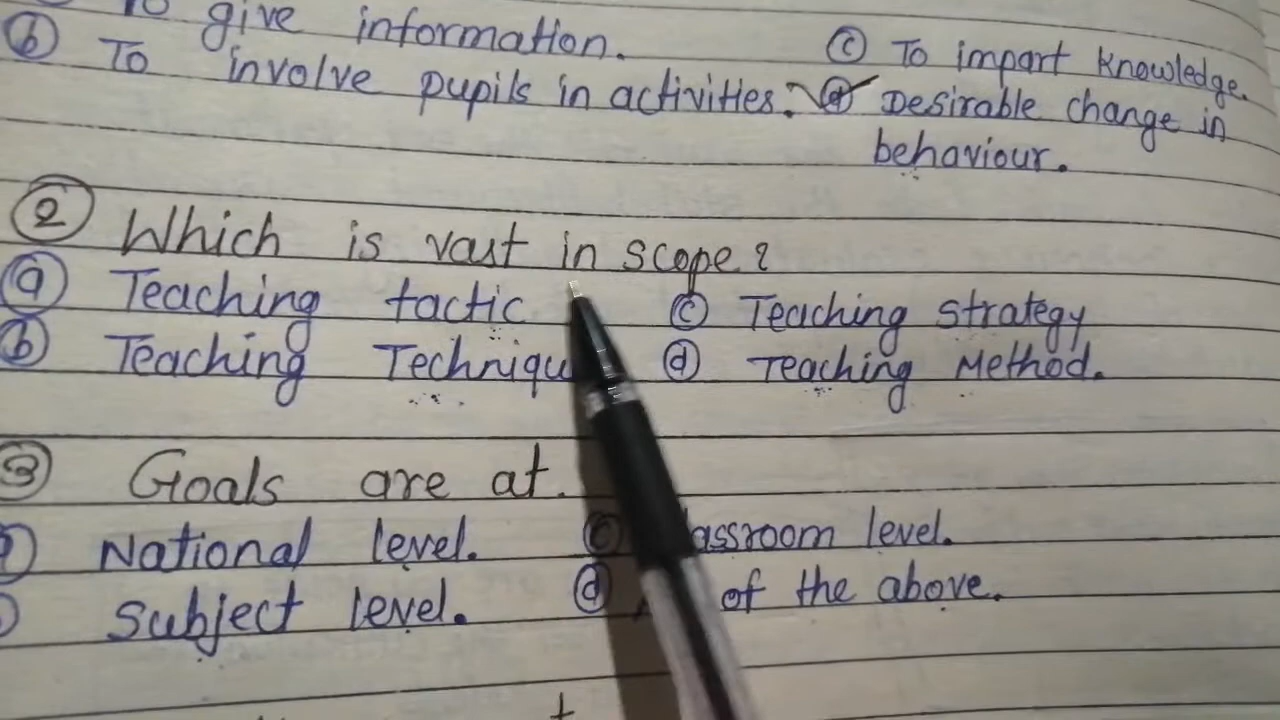 To give information.
ⓑ To involve pupils in activities.
ⓒ To impart knowledge.
ⓓ Desirable change in
behaviour.
② Which is vast in scope?
ⓐ Teaching tactic ⓒ Teaching strategy
ⓑ Teaching Techniqu ⓓ Teaching Method.
③ Goals are at.
National level. ⓒ lassroom level.
Subject level. ⓓ of the above.